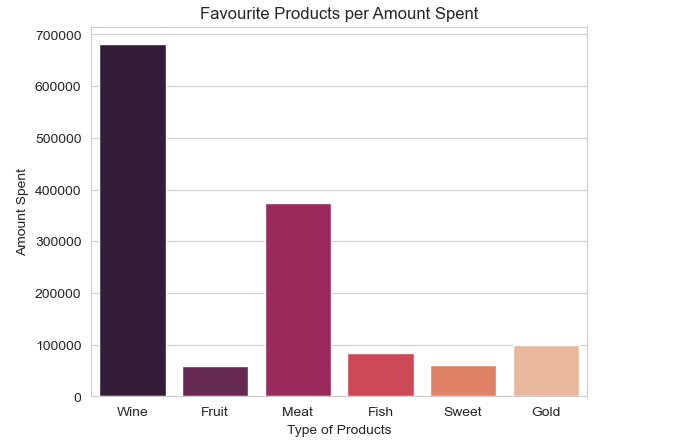 Favourite Products per Amount Spent
700000
600000
500000
400000
300000
200000
100000
0
Amount Spent
Wine Fruit Meat Fish Sweet Gold
Type of Products